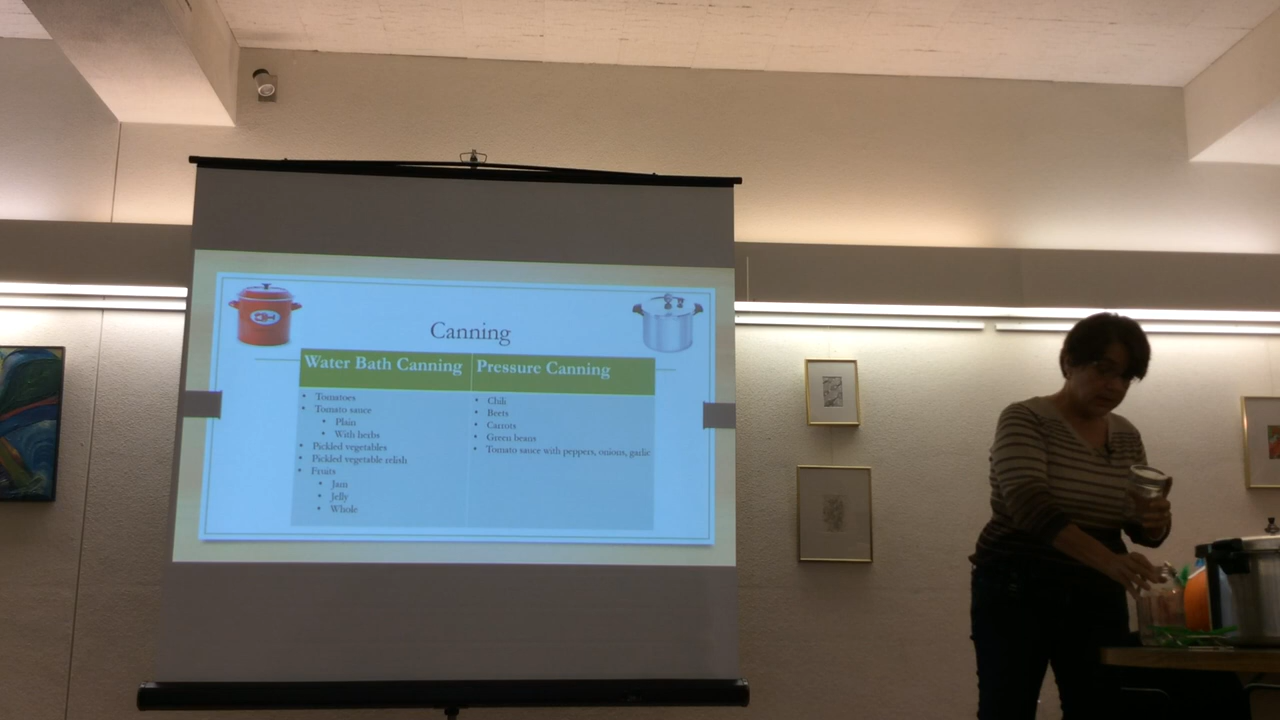 Canning
Water Bath Canning
Tomatoes
Tomato sauce
Plain
With herbs
Pickled vegetables
Pickled vegetable relish
Fruits
Jam
Jelly
Whole
Pressure Canning
Chili
Beets
Carrots
Green beans
Tomato sauce with peppers, onions, garlic